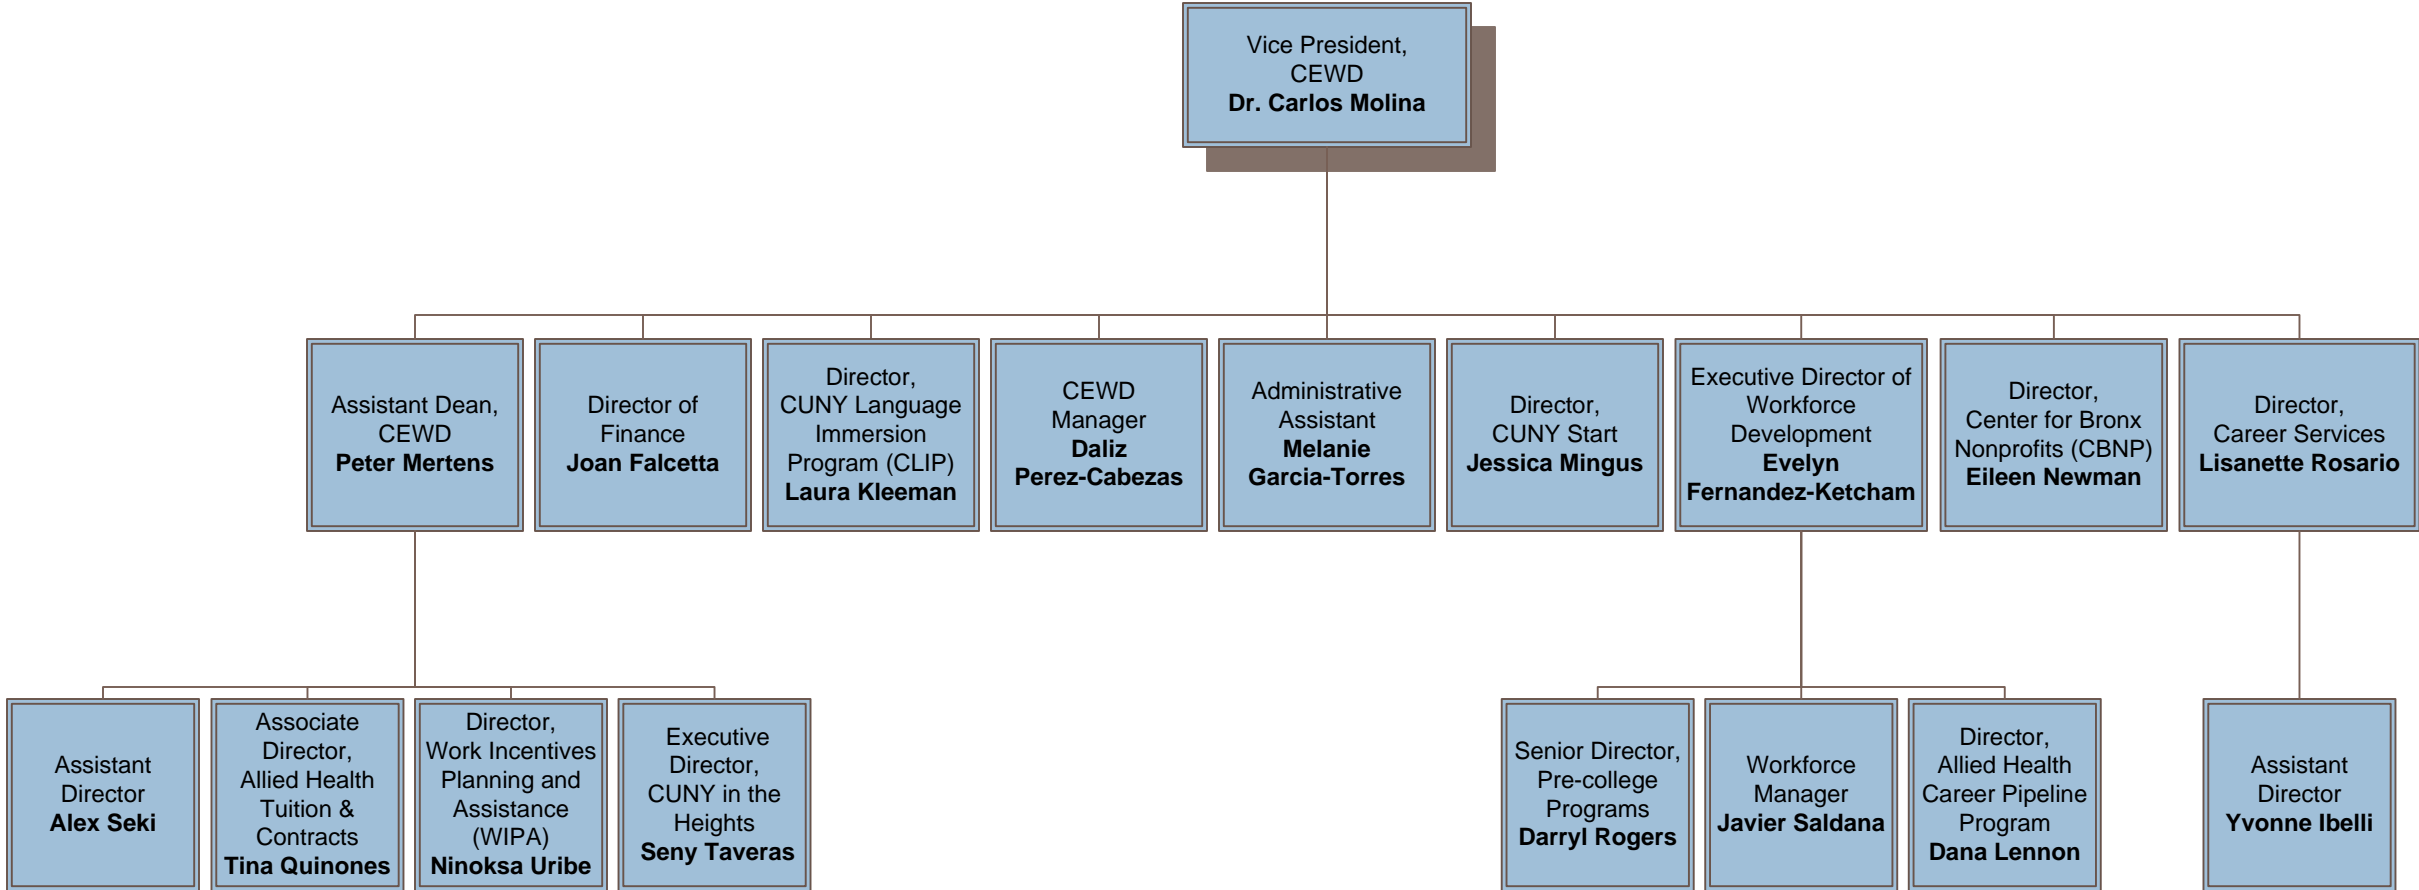 Vice President,
CEWD
Dr. Carlos Molina
Assistant Dean,
CEWD
Peter Mertens
Director of
Finance
Joan Falcetta
Director,
CUNY Language
Immersion
Program (CLIP)
Laura Kleeman
CEWD
Manager
Daliz
Perez-Cabezas
Administrative
Assistant
Melanie
Garcia-Torres
Director,
CUNY Start
Jessica Mingus
Executive Director of
Workforce
Development
Evelyn
Fernandez-Ketcham
Director,
Center for Bronx
Nonprofits (CBNP)
Eileen Newman
Director,
Career Services
Lisanette Rosario
Assistant
Director
Alex Seki
Associate
Director,
Allied Health
Tuition &
Contracts
Tina Quinones
Director,
Work Incentives
Planning and
Assistance
(WIPA)
Ninoksa Uribe
Executive
Director,
CUNY in the
Heights
Seny Taveras
Senior Director,
Pre-college
Programs
Darryl Rogers
Workforce
Manager
Javier Saldana
Director,
Allied Health
Career Pipeline
Program
Dana Lennon
Assistant
Director
Yvonne Ibelli